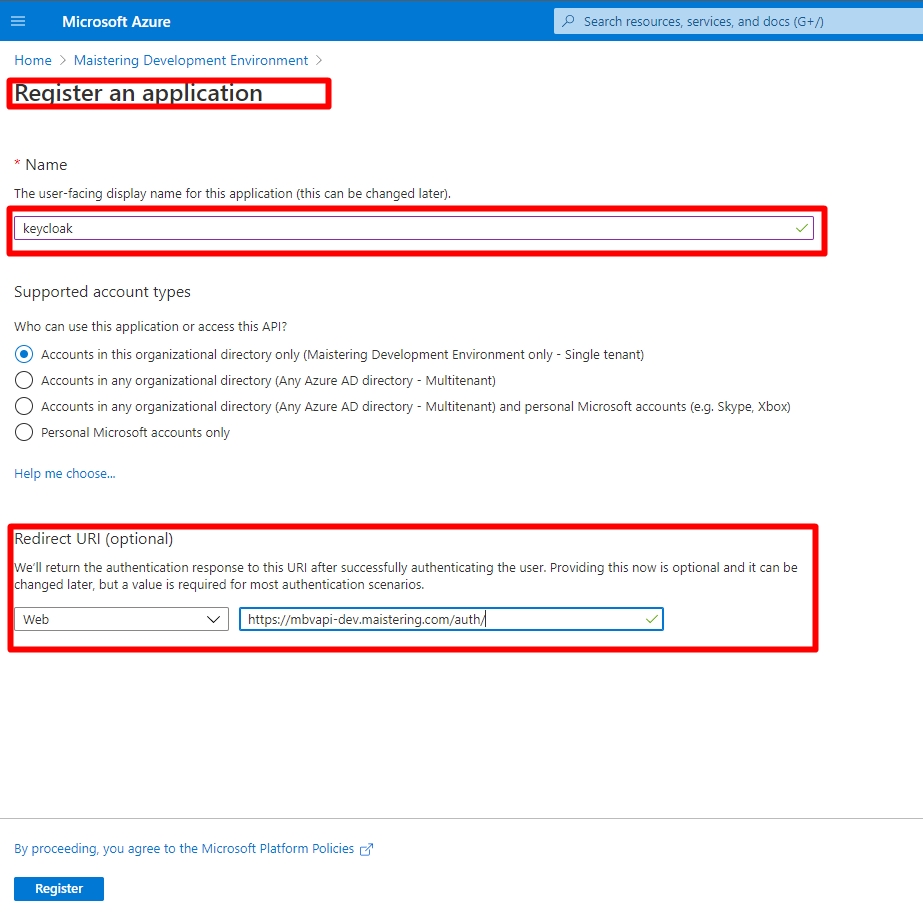 Microsoft Azure
Search resources, services, and docs (G+/)
Home > Maistering Development Environment >
Register an application
* Name
The user-facing display name for this application (this can be changed later).
keycloak
Supported account types
Who can use this application or access this API?
Accounts in this organizational directory only (Maistering Development Environment only - Single tenant)
Accounts in any organizational directory (Any Azure AD directory - Multitenant)
Accounts in any organizational directory (Any Azure AD directory - Multitenant) and personal Microsoft accounts (e.g. Skype, Xbox)
Personal Microsoft accounts only
Help me choose...
Redirect URI (optional)
We'll return the authentication response to this URI after successfully authenticating the user. Providing this now is optional and it can be
changed later, but a value is required for most authentication scenarios.
Web
https://mbvapi-dev.maistering.com/auth/
By proceeding, you agree to the Microsoft Platform Policies
Register